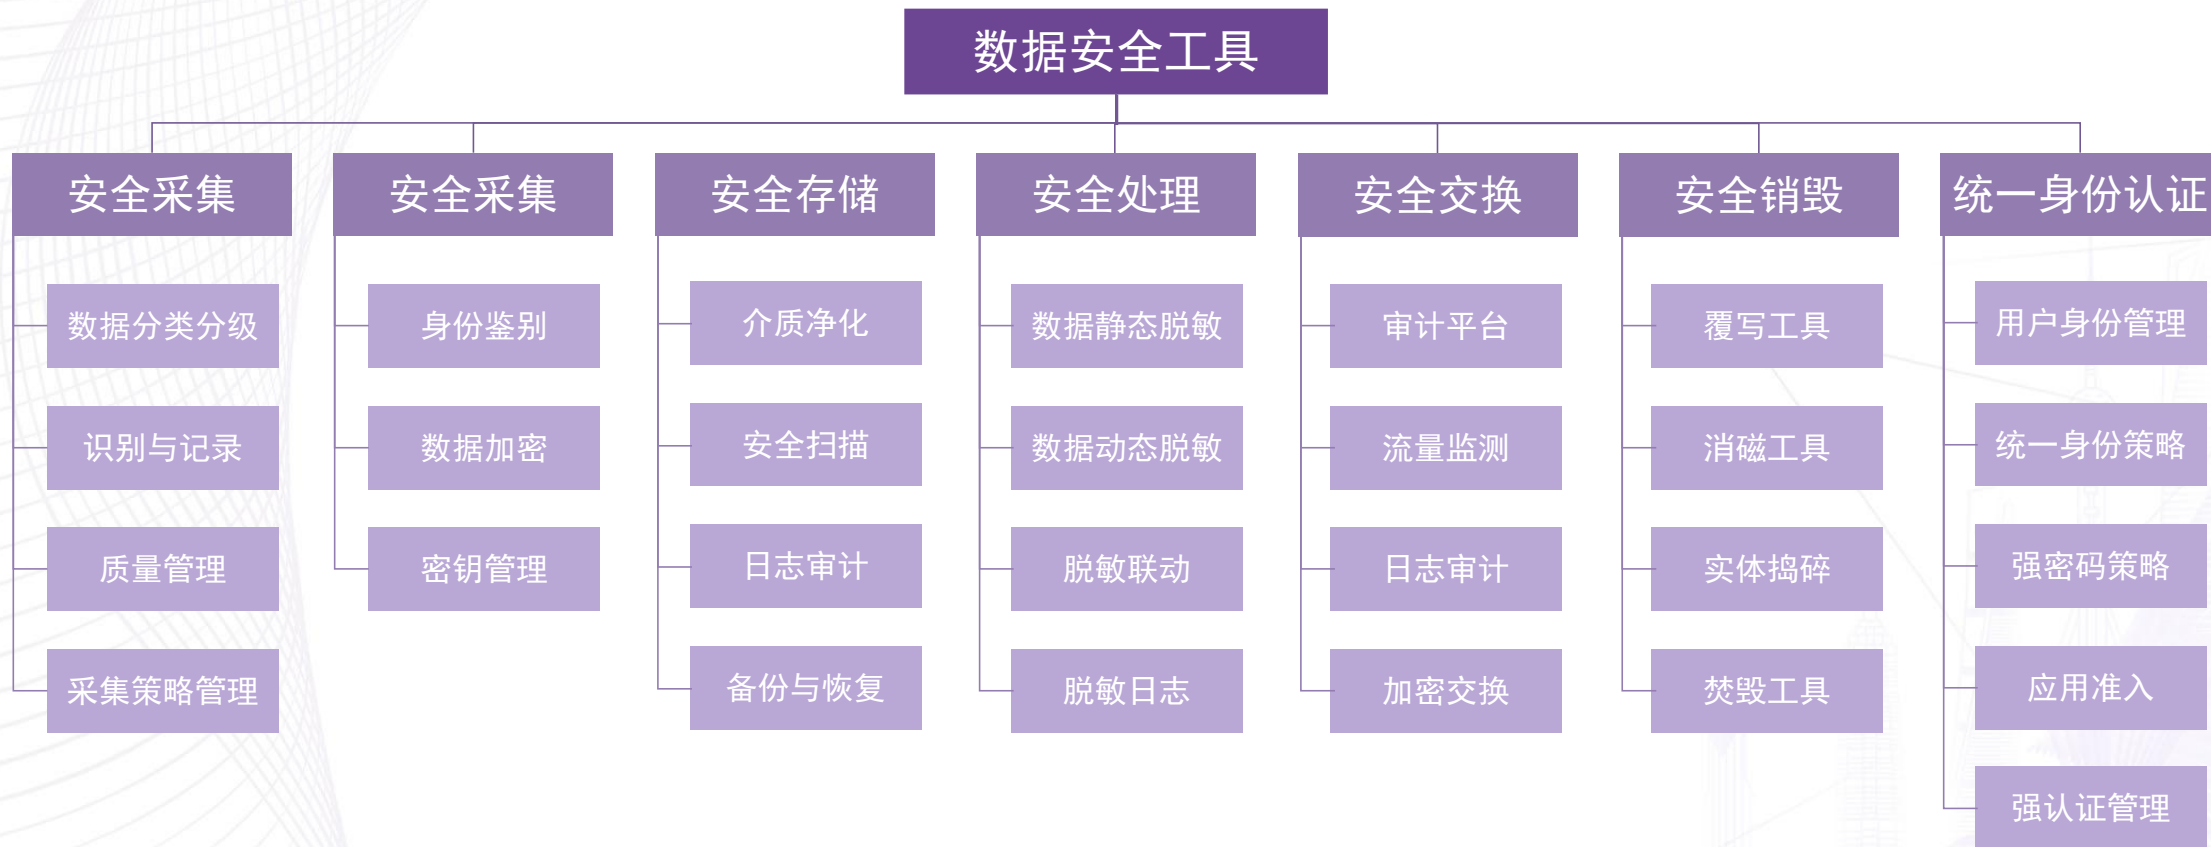 数据安全工具
安全采集
数据分类分级
识别与记录
质量管理
采集策略管理
安全采集
身份鉴别
数据加密
密钥管理
安全存储
介质净化
安全扫描
日志审计
备份与恢复
安全处理
数据静态脱敏
数据动态脱敏
脱敏联动
脱敏日志
安全交换
审计平台
流量监测
日志审计
加密交换
安全销毁
覆写工具
消磁工具
实体捣碎
焚毁工具
统一身份认证
用户身份管理
统一身份策略
强密码策略
应用准入
强认证管理